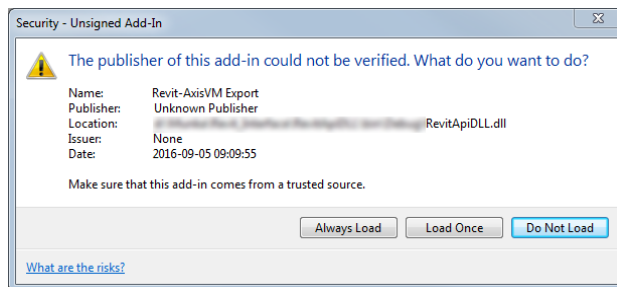 Security - Unsigned Add-In
The publisher of this add-in could not be verified. What do you want to do?
Name: Revit-AxisVM Export
Publisher: Unknown Publisher
Location: RevitApiDLL.dll
Issuer: None
Date: 2016-09-05 09:09:55
Make sure that this add-in comes from a trusted source.
Always Load Load Once Do Not Load
What are the risks?